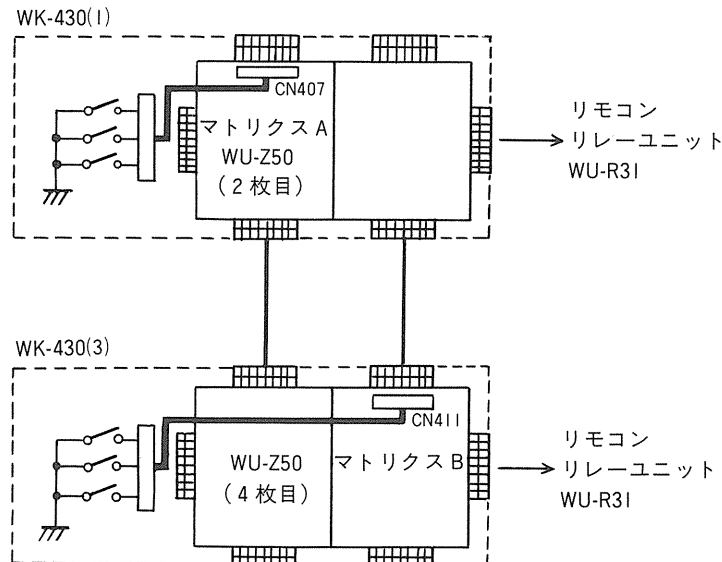 WK-430(1)
CN407
マトリクスA
WU-Z50
(2枚目)
リモコン
リレーユニット
WU-R31
WK-430(3)
CN411
WU-Z50
(4枚目)
マトリクスB
リモコン
リレーユニット
WU-R31